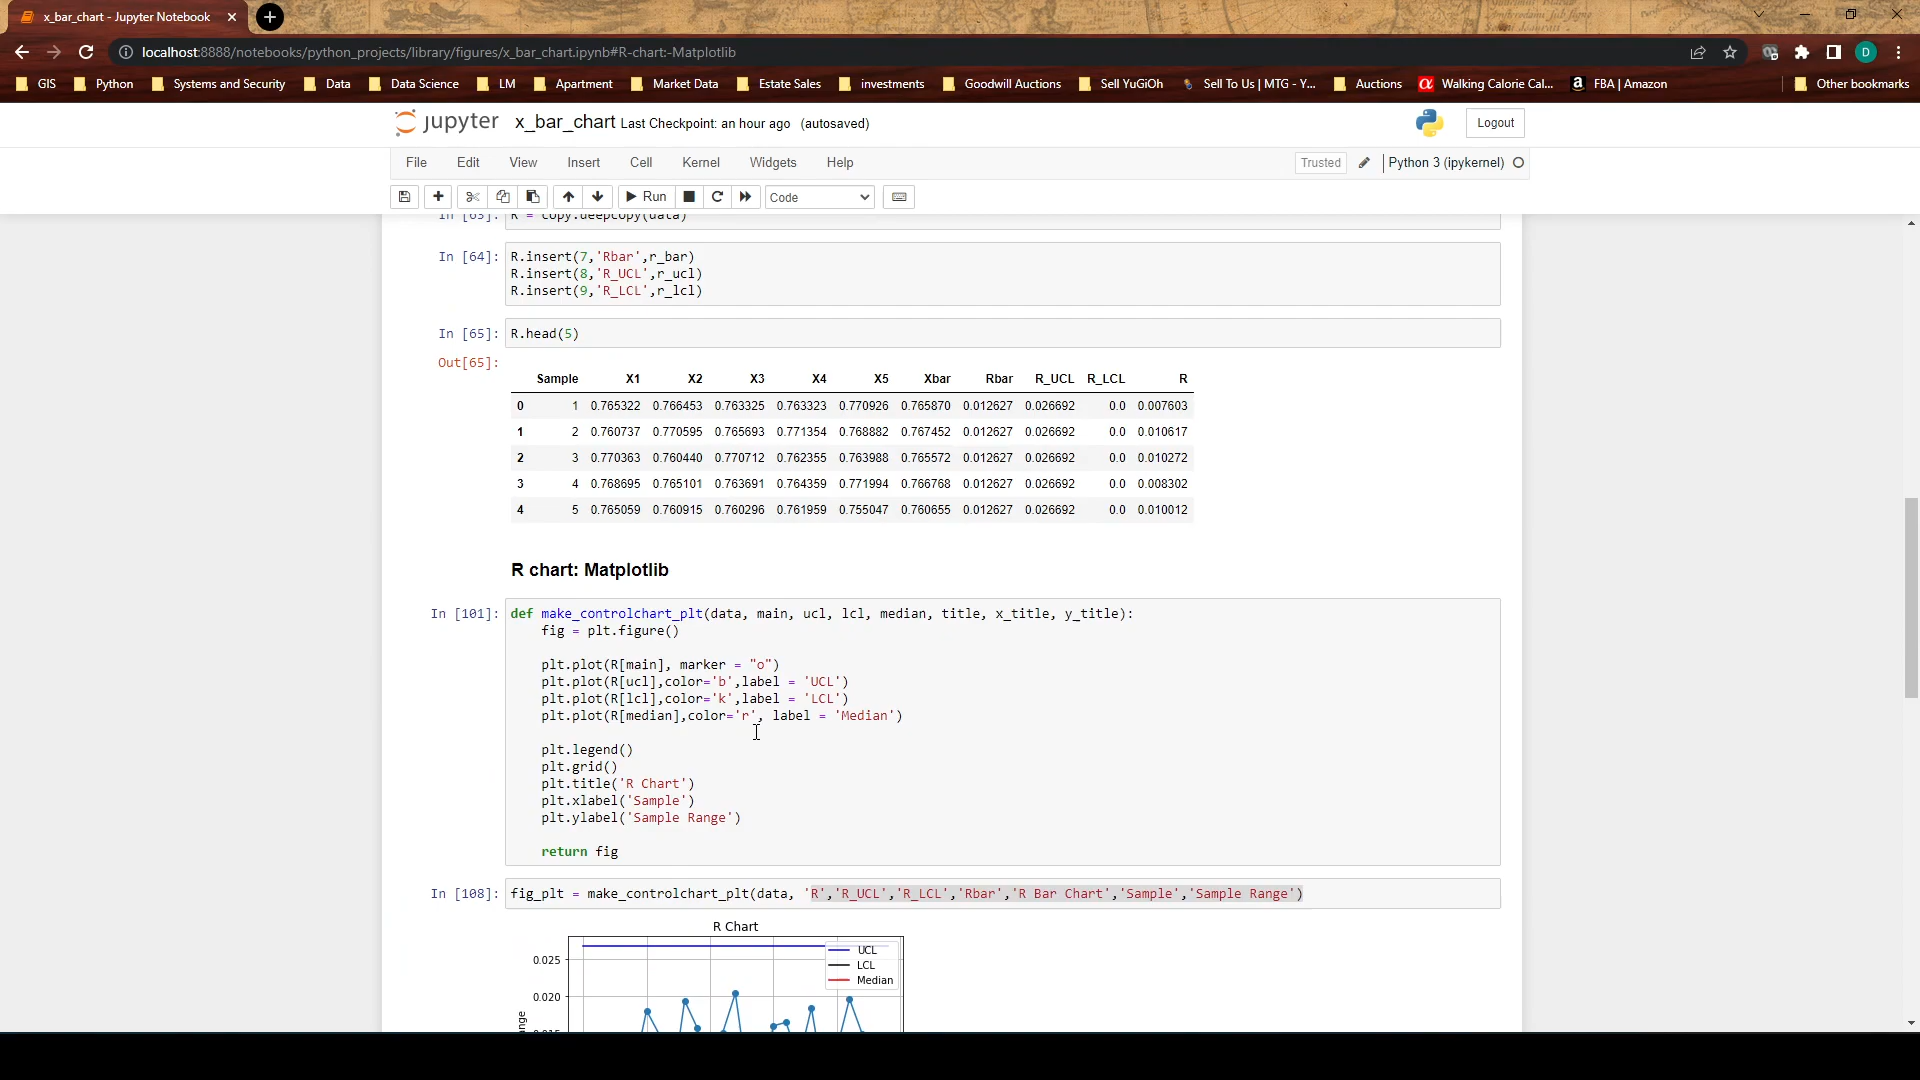 x_bar_chart - Jupyter Notebook
localhost:8888/notebooks/python_projects/library/figures/x_bar_chart.ipynb#R-chart:-Matplotlib
D
GIS Python Systems and Security Data Data Science LM Apartment Market Data Estate Sales investments Goodwill Auctions Sell YuGiOh Sell To Us | MTG - Y... Auctions Walking Calorie Cal... FBA | Amazon Other bookmarks
jupyter x_bar_chart Last Checkpoint: an hour ago (autosaved) Logout
File Edit View Insert Cell Kernel Widgets Help Trusted Python 3 (ipykernel)
Run Code
In [63]: R = copy.deepcopy(data)
In [64]: R.insert(7,'Rbar',r_bar)
R.insert(8,'R_UCL',r_ucl)
R.insert(9,'R_LCL',r_lcl)
In [65]: R.head(5)
Out[65]:
Sample X1 X2 X3 X4 X5 Xbar Rbar R_UCL R_LCL R
0 1 0.765322 0.766453 0.763325 0.763323 0.770926 0.765870 0.012627 0.026692 0.0 0.007603
1 2 0.760737 0.770595 0.765693 0.771354 0.768882 0.767452 0.012627 0.026692 0.0 0.010617
2 3 0.770363 0.760440 0.770712 0.762355 0.763988 0.765572 0.012627 0.026692 0.0 0.010272
3 4 0.768695 0.765101 0.763691 0.764359 0.771994 0.766768 0.012627 0.026692 0.0 0.008302
4 5 0.765059 0.760915 0.760296 0.761959 0.755047 0.760655 0.012627 0.026692 0.0 0.010012
R chart: Matplotlib
In [101]: def make_controlchart_plt(data, main, ucl, lcl, median, title, x_title, y_title):
fig = plt.figure()
plt.plot(R[main], marker = "o")
plt.plot(R[ucl],color='b',label = 'UCL')
plt.plot(R[lcl],color='k',label = 'LCL')
plt.plot(R[median],color='r', label = 'Median')
plt.legend()
plt.grid()
plt.title('R Chart')
plt.xlabel('Sample')
plt.ylabel('Sample Range')
return fig
In [108]: fig_plt = make_controlchart_plt(data, 'R','R_UCL','R_LCL','Rbar','R Bar Chart','Sample','Sample Range')
R Chart
UCL
0.025
LCL
Median
0.020